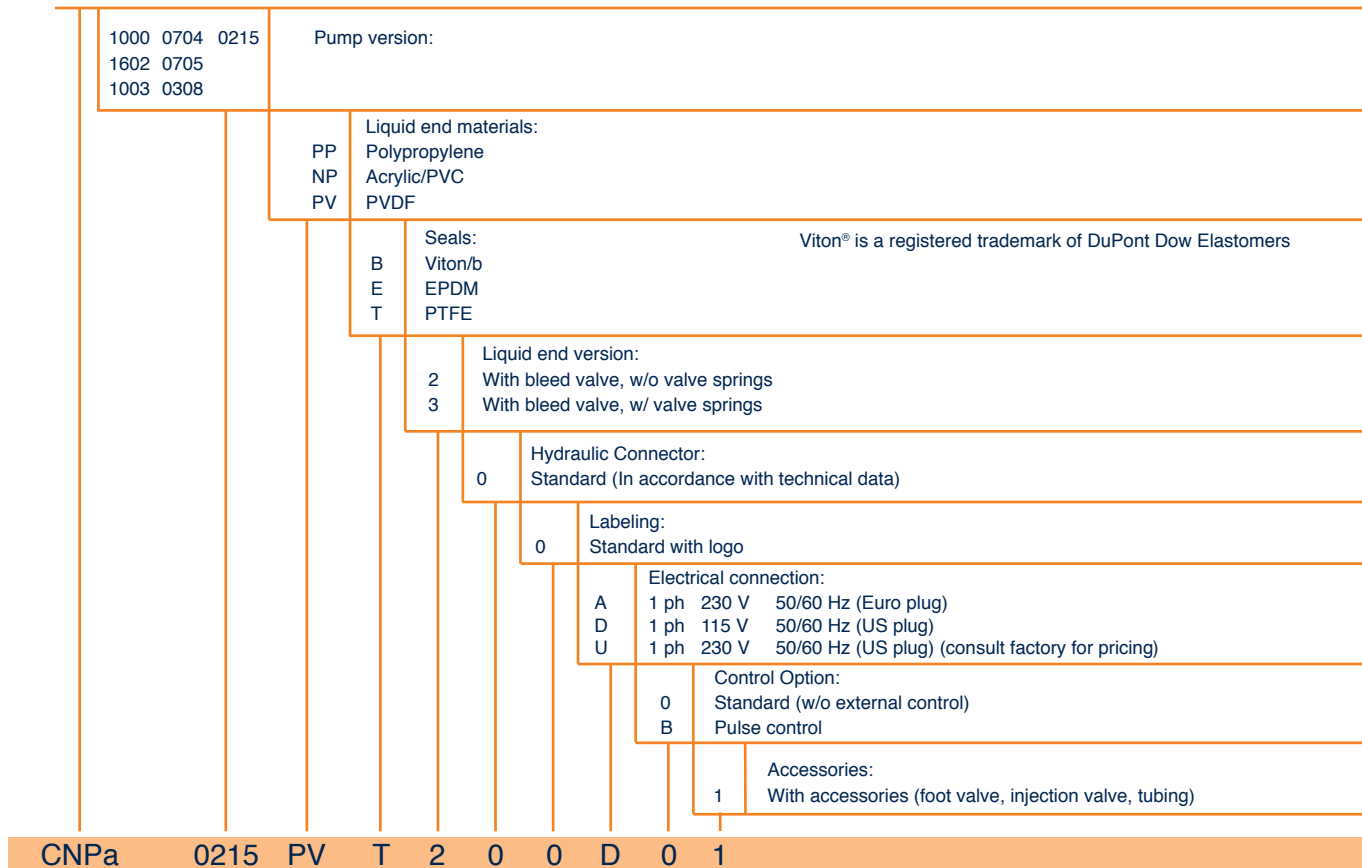 1000 0704 0215 Pump version:
1602 0705
1003 0308
Liquid end materials:
PP Polypropylene
NP Acrylic/PVC
PV PVDF
Seals: Viton® is a registered trademark of DuPont Dow Elastomers
B Viton/b
E EPDM
T PTFE
Liquid end version:
2 With bleed valve, w/o valve springs
3 With bleed valve, w/ valve springs
Hydraulic Connector:
0 Standard (In accordance with technical data)
Labeling:
0 Standard with logo
Electrical connection:
A 1 ph 230 V 50/60 Hz (Euro plug)
D 1 ph 115 V 50/60 Hz (US plug)
U 1 ph 230 V 50/60 Hz (US plug) (consult factory for pricing)
Control Option:
0 Standard (w/o external control)
B Pulse control
Accessories:
1 With accessories (foot valve, injection valve, tubing)
CNPa 0215 PV T 2 0 0 D 0 1